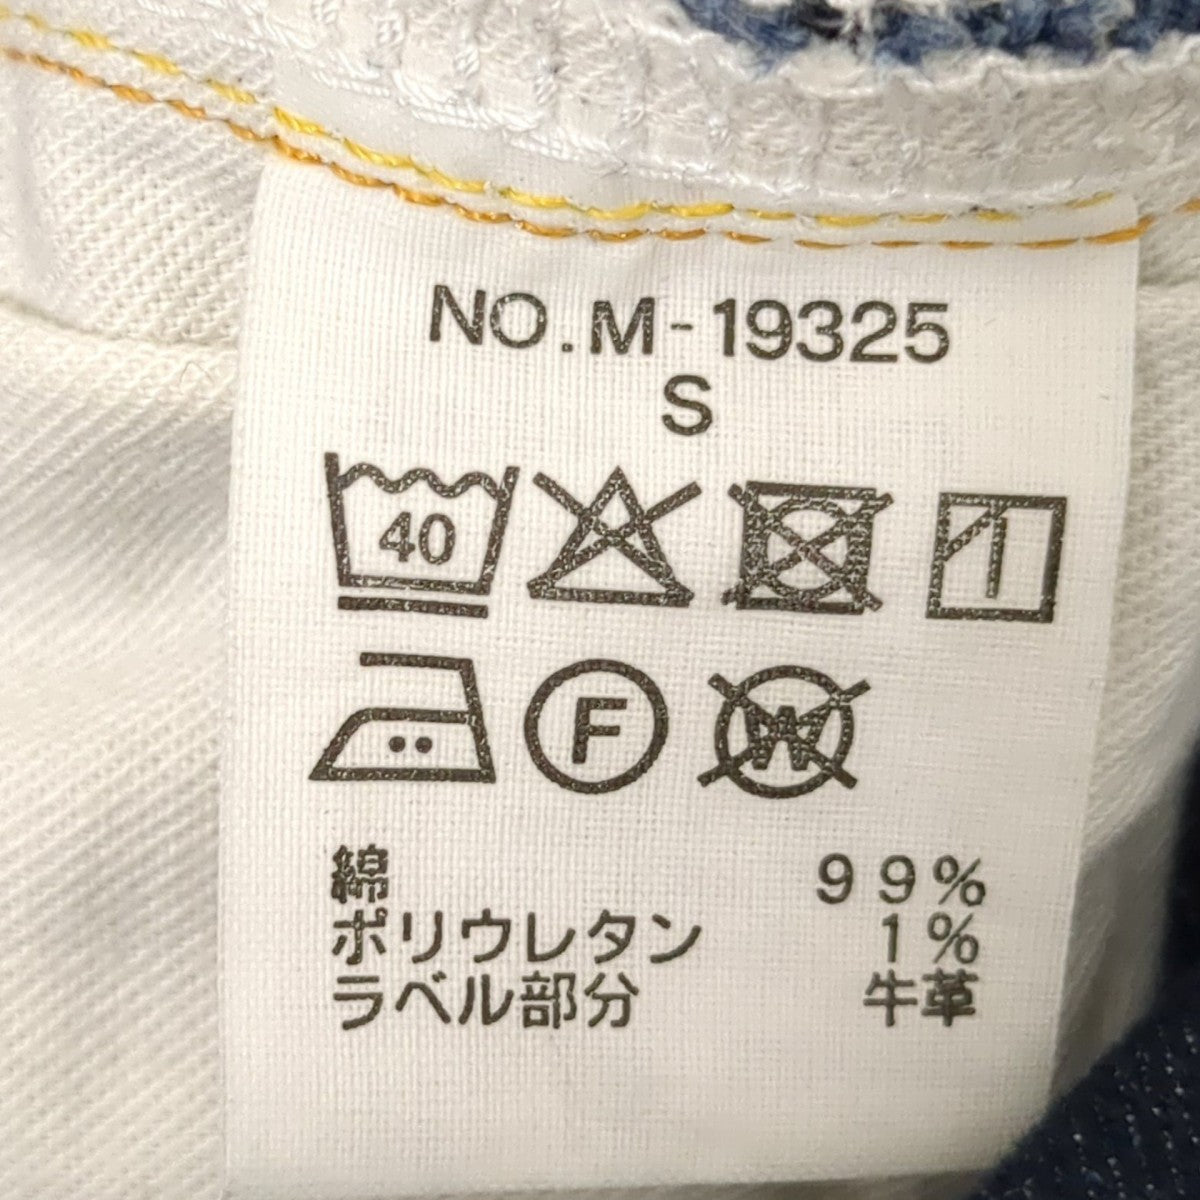 NO.M-19325
S
40
F W
綿 99%
ポリウレタン 1%
ラベル部分 牛革